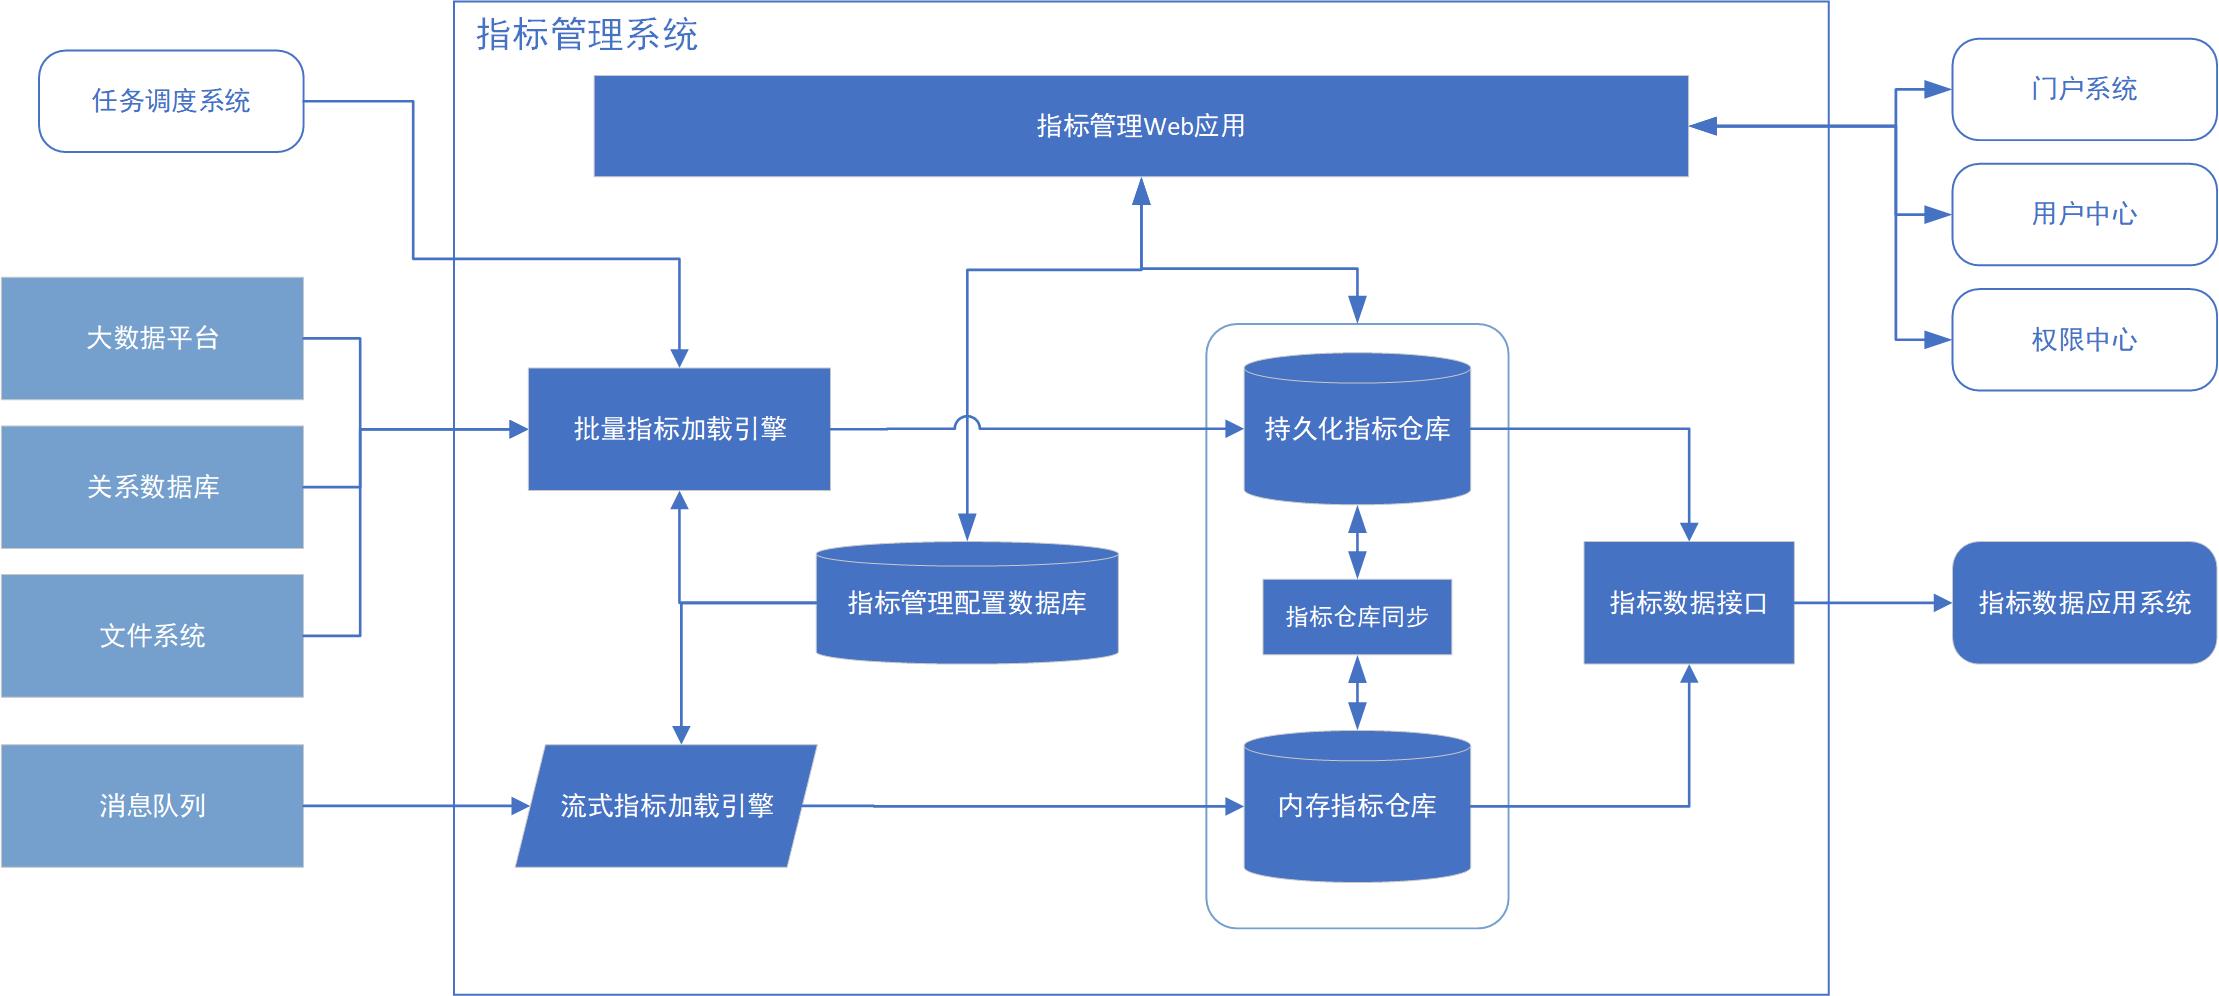 指标管理系统
任务调度系统
指标管理Web应用
门户系统
用户中心
权限中心
大数据平台
关系数据库
文件系统
消息队列
批量指标加载引擎
持久化指标仓库
指标管理配置数据库
指标仓库同步
指标数据接口
指标数据应用系统
流式指标加载引擎
内存指标仓库